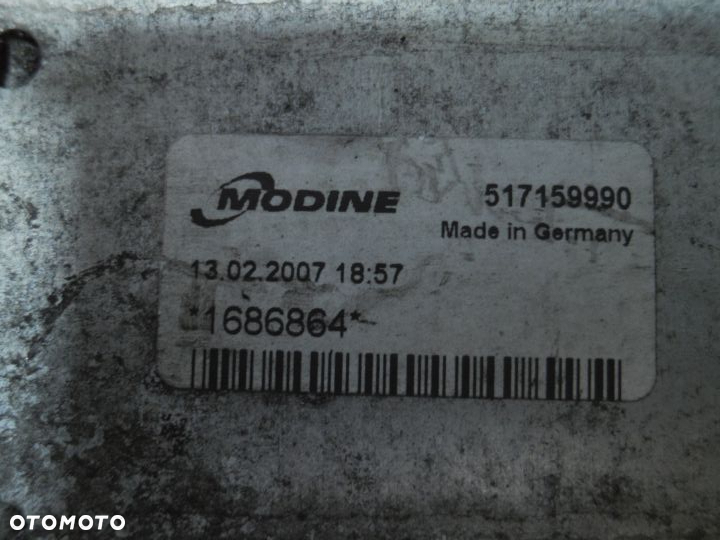 MODINE 517159990
Made in Germany
13.02.2007 18:57
*1686864*
OTOMOTO